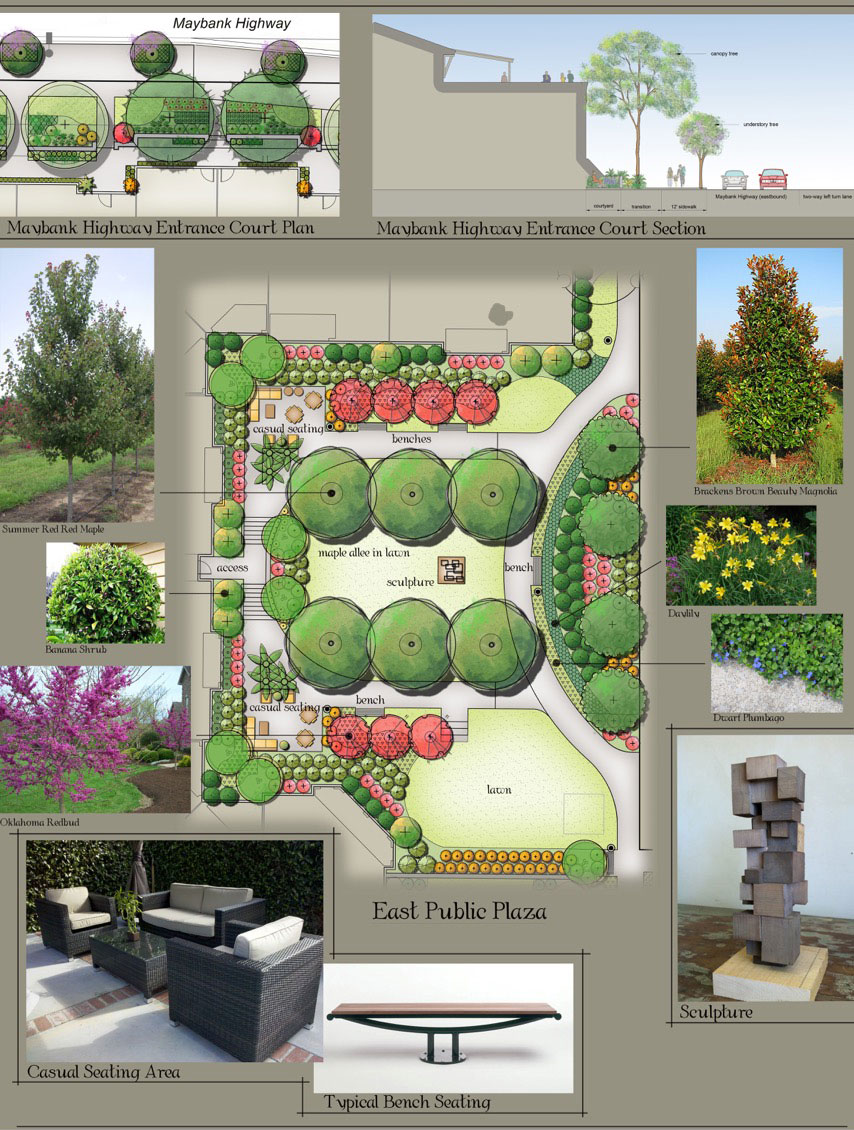 Maybank Highway
canopy tree
understory tree
courtyard
transition
12' sidewalk
Maybank Highway (eastbound)
two-way left turn lane
Maybank Highway Entrance Court Plan
Maybank Highway Entrance Court Section
casual seating
benches
Brackens Brown Beauty Magnolia
Summer Red Red Maple
maple allee in lawn
access
sculpture
bench
Daylily
Banana Shrub
casual seating
bench
Dwarf Plumbago
lawn
Oklahoma Redbud
East Public Plaza
Sculpture
Casual Seating Area
Typical Bench Seating